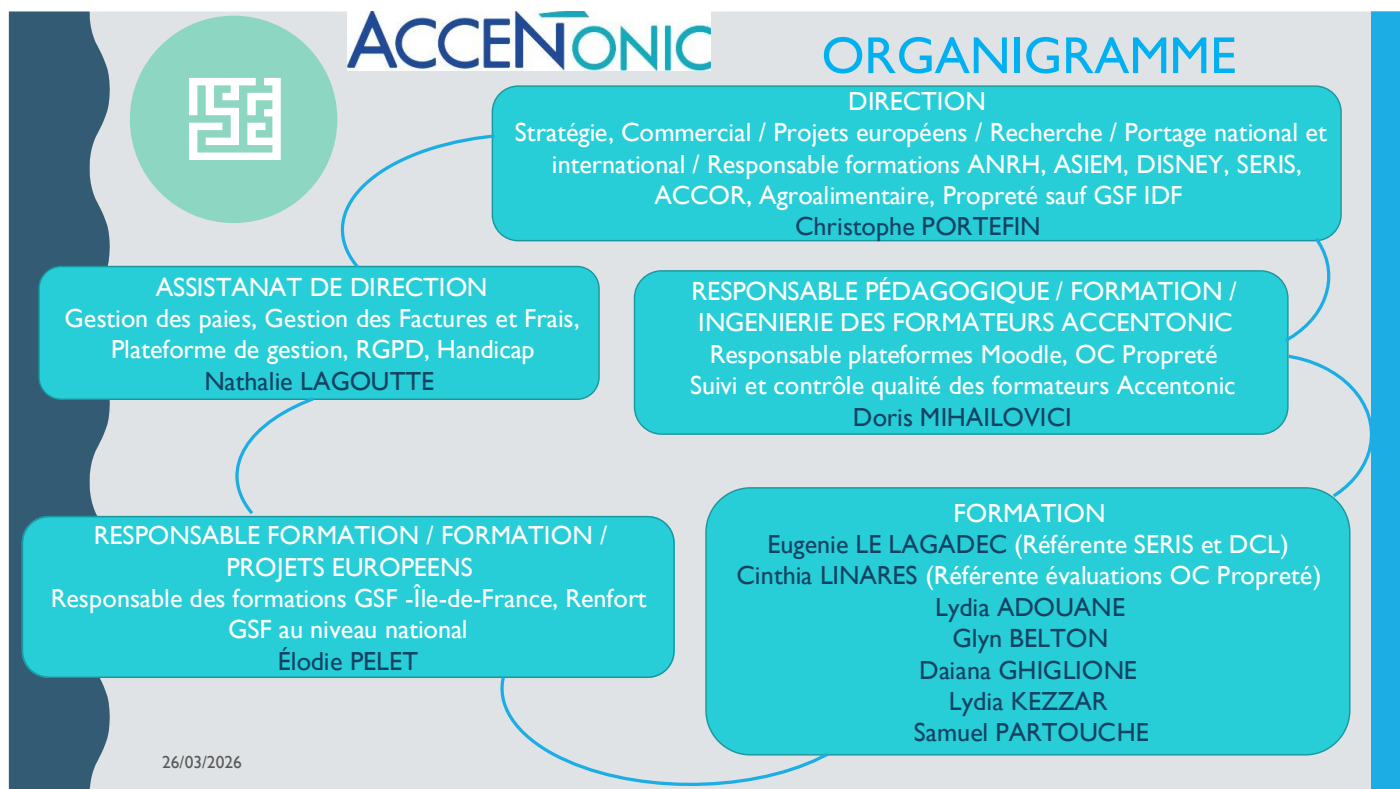 ACCENTONIC
ORGANIGRAMME
DIRECTION
Stratégie, Commercial / Projets européens / Recherche / Portage national et
international / Responsable formations ANRH, ASIEM, DISNEY, SERIS,
ACCOR, Agroalimentaire, Propreté sauf GSF IDF
Christophe PORTEFIN
ASSISTANAT DE DIRECTION
Gestion des paies, Gestion des Factures et Frais,
Plateforme de gestion, RGPD, Handicap
Nathalie LAGOUTTE
RESPONSABLE PÉDAGOGIQUE / FORMATION /
INGENIERIE DES FORMATEURS ACCENTONIC
Responsable plateformes Moodle, OC Propreté
Suivi et contrôle qualité des formateurs Accentonic
Doris MIHAILOVICI
RESPONSABLE FORMATION / FORMATION /
PROJETS EUROPEENS
Responsable des formations GSF -Île-de-France, Renfort
GSF au niveau national
Élodie PELET
FORMATION
Eugenie LE LAGADEC (Référente SERIS et DCL)
Cinthia LINARES (Référente évaluations OC Propreté)
Lydia ADOUANE
Glyn BELTON
Daiana GHIGLIONE
Lydia KEZZAR
Samuel PARTOUCHE
26/03/2026